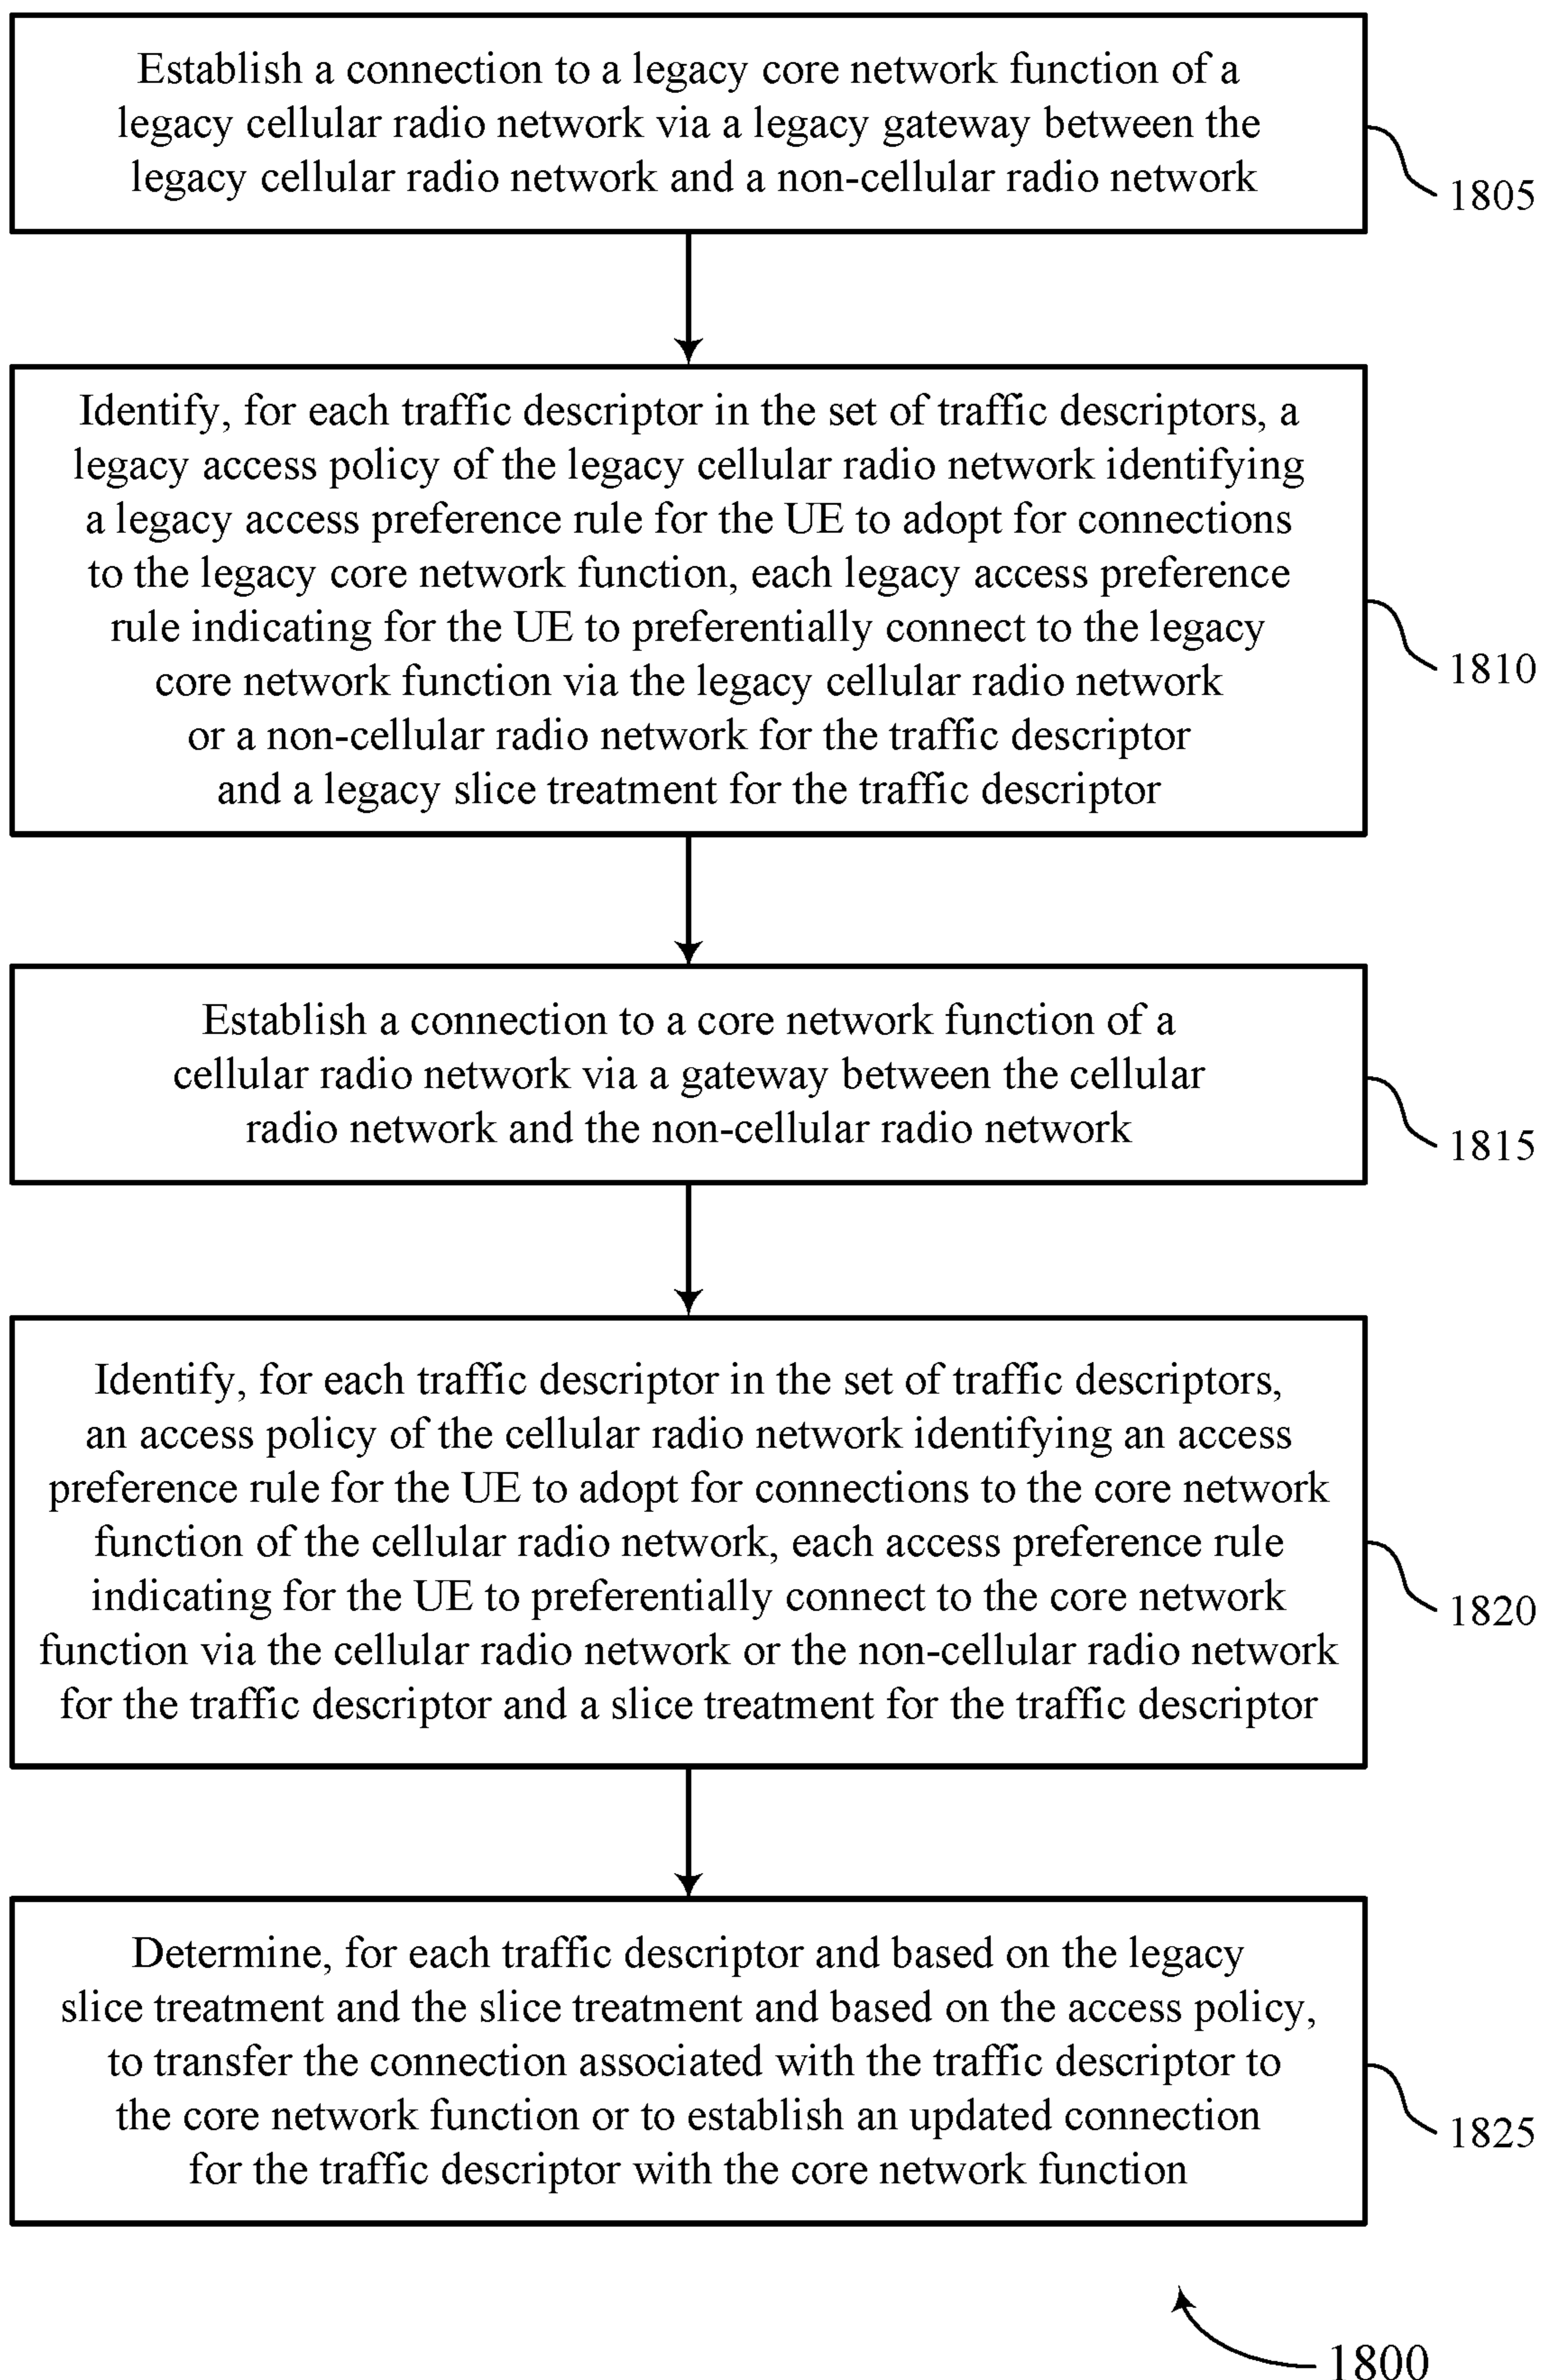 Establish a connection to a legacy core network function of a
legacy cellular radio network via a legacy gateway between the
legacy cellular radio network and a non-cellular radio network
1805
Identify, for each traffic descriptor in the set of traffic descriptors, a
legacy access policy of the legacy cellular radio network identifying
a legacy access preference rule for the UE to adopt for connections
to the legacy core network function, each legacy access preference
rule indicating for the UE to preferentially connect to the legacy
core network function via the legacy cellular radio network
or a non-cellular radio network for the traffic descriptor
and a legacy slice treatment for the traffic descriptor
1810
Establish a connection to a core network function of a
cellular radio network via a gateway between the cellular
radio network and the non-cellular radio network
1815
Identify, for each traffic descriptor in the set of traffic descriptors,
an access policy of the cellular radio network identifying an access
preference rule for the UE to adopt for connections to the core network
function of the cellular radio network, each access preference rule
indicating for the UE to preferentially connect to the core network
function via the cellular radio network or the non-cellular radio network
for the traffic descriptor and a slice treatment for the traffic descriptor
1820
Determine, for each traffic descriptor and based on the legacy
slice treatment and the slice treatment and based on the access policy,
to transfer the connection associated with the traffic descriptor to
the core network function or to establish an updated connection
for the traffic descriptor with the core network function
1825
1800